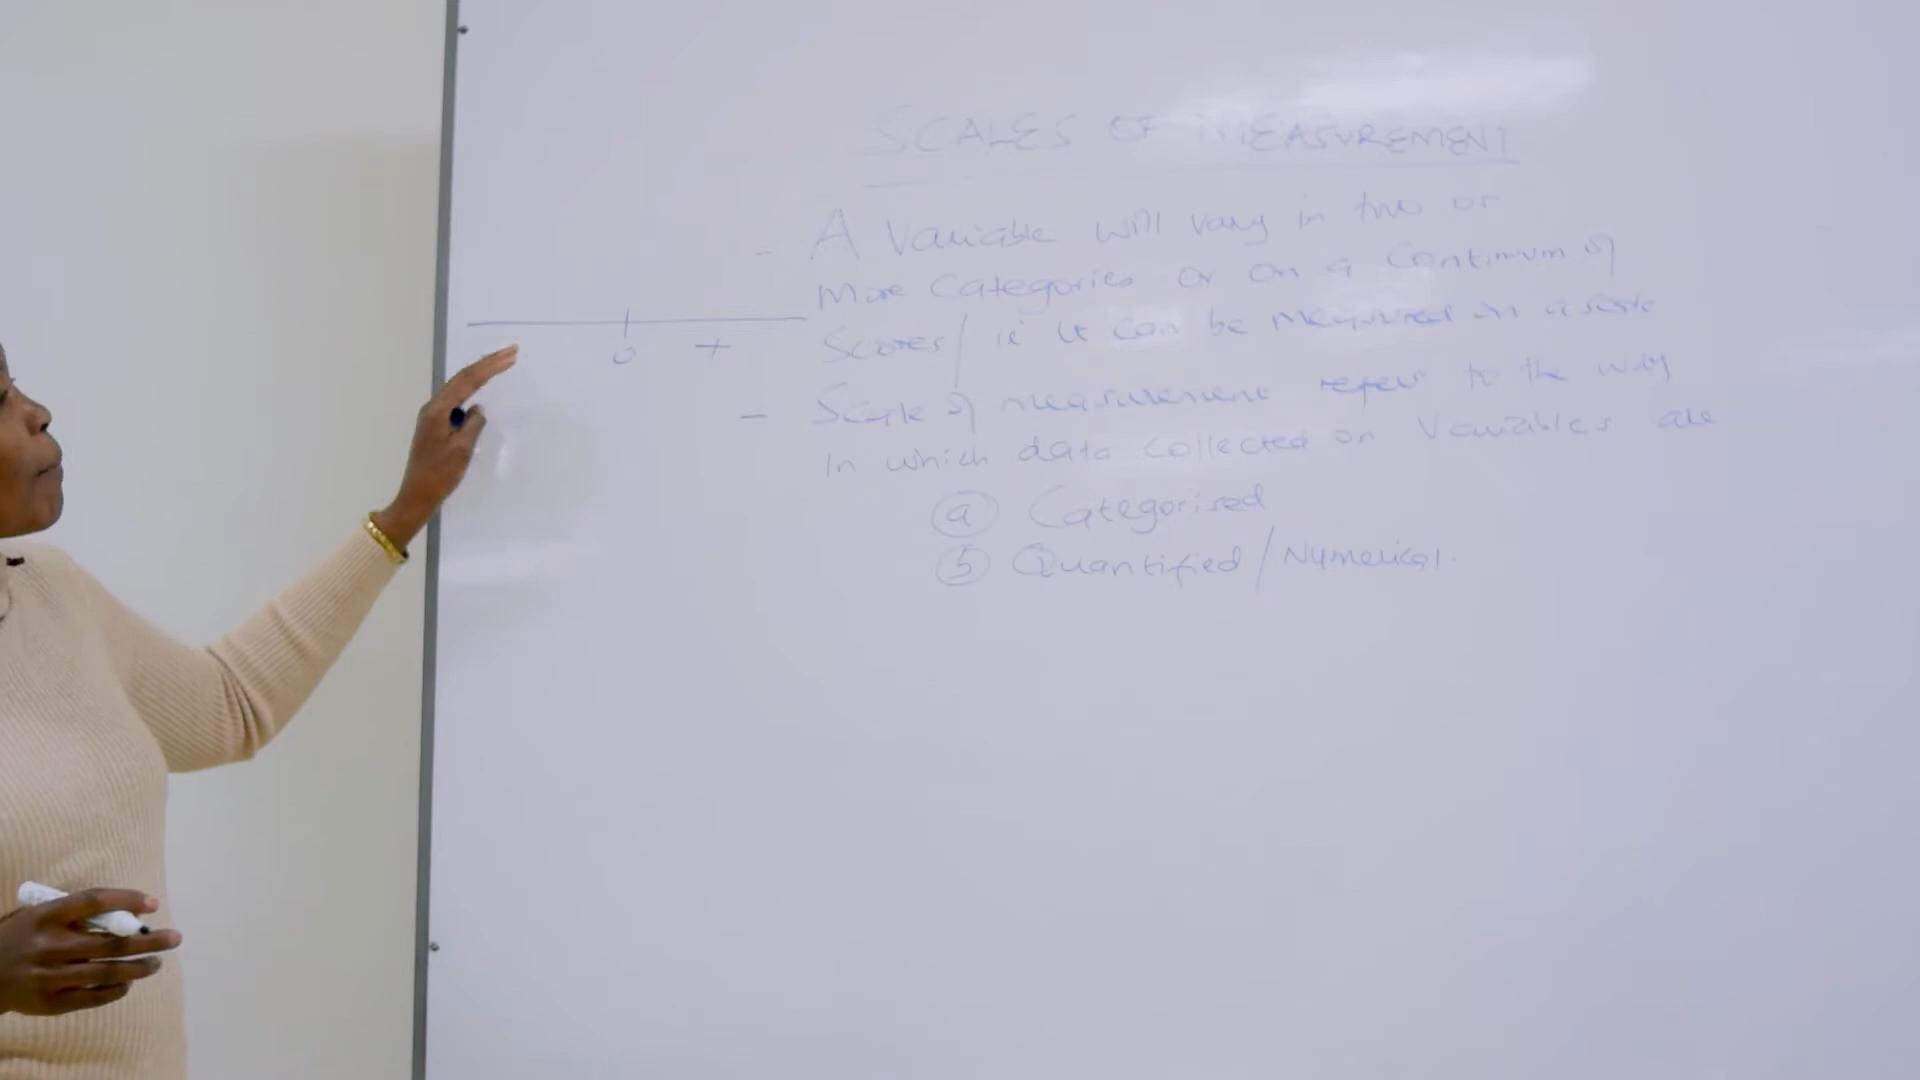 SCALES OF MEASUREMENT
- A Variable will vary in two or
More Categories or on a Continuum of
Scores / ie it can be measured in a scale
- Scale of measurement refers to the way
In which data collected on Variables are
ⓐ Categorised
ⓑ Quantified / Numerical.
0 +